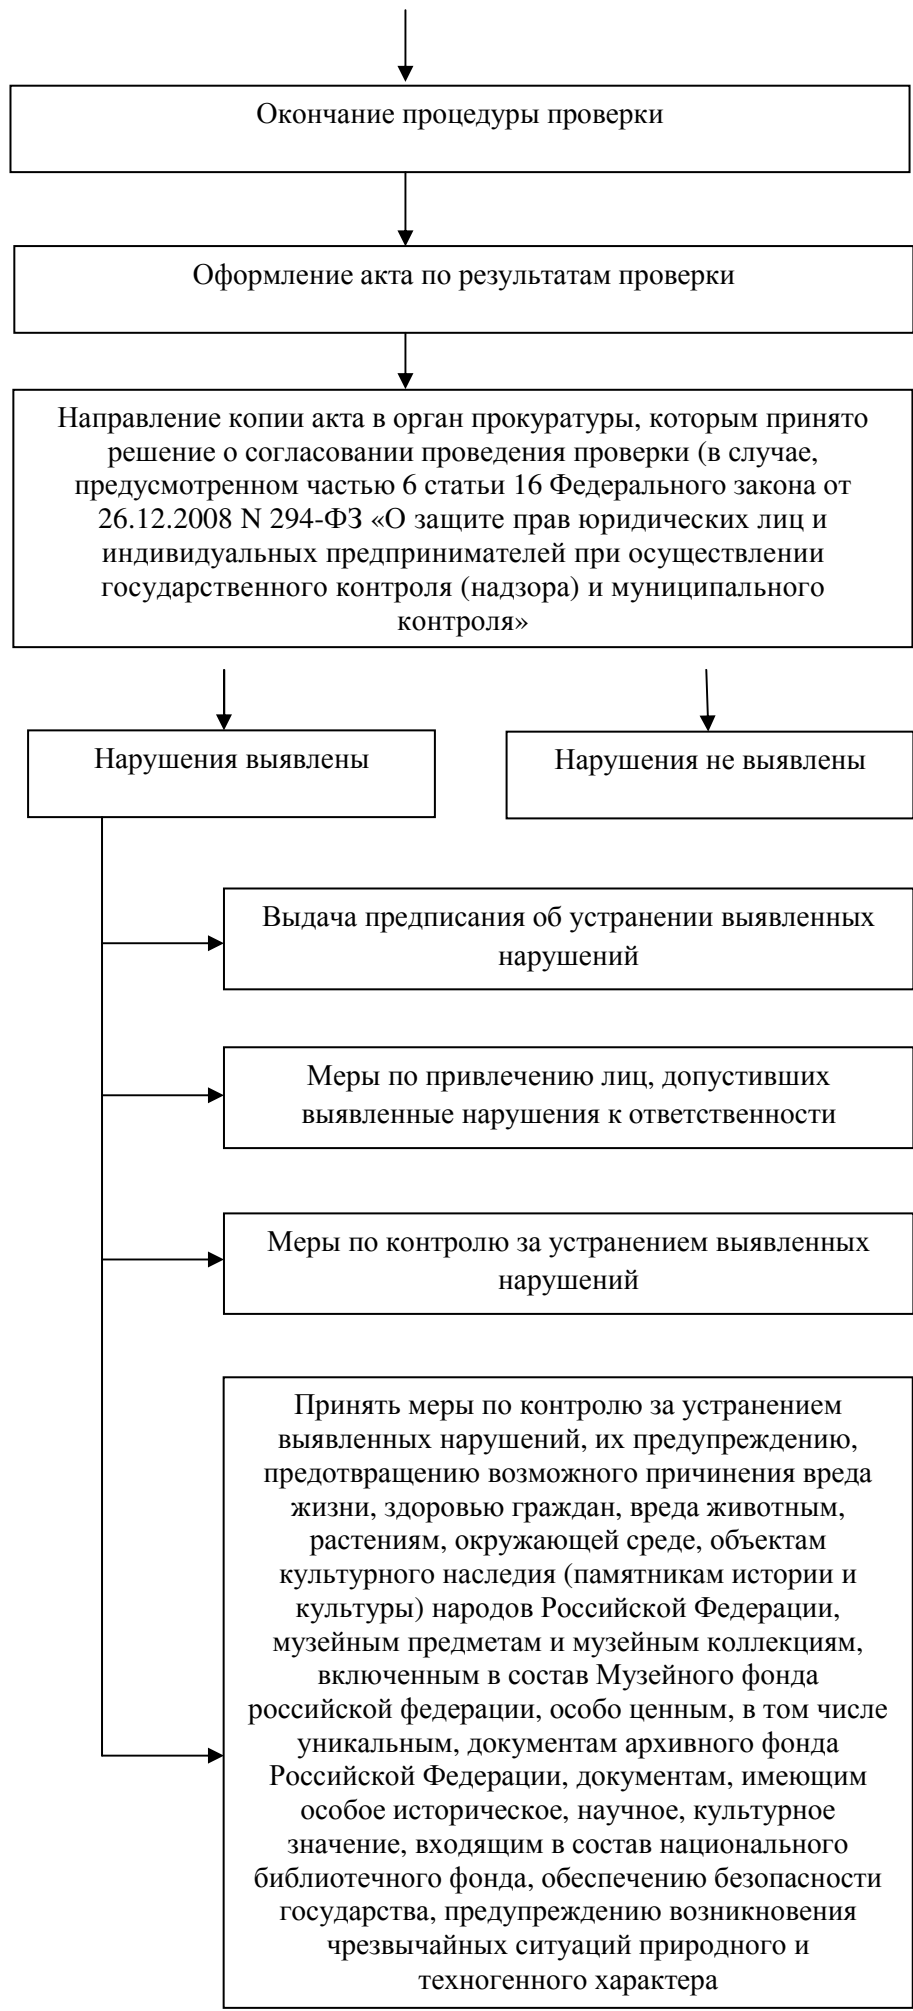 Окончание процедуры проверки
Оформление акта по результатам проверки
Направление копии акта в орган прокуратуры, которым принято
решение о согласовании проведения проверки (в случае,
предусмотренном частью 6 статьи 16 Федерального закона от
26.12.2008 N 294-ФЗ «О защите прав юридических лиц и
индивидуальных предпринимателей при осуществлении
государственного контроля (надзора) и муниципального
контроля»
Нарушения выявлены
Нарушения не выявлены
Выдача предписания об устранении выявленных
нарушений
Меры по привлечению лиц, допустивших
выявленные нарушения к ответственности
Меры по контролю за устранением выявленных
нарушений
Принять меры по контролю за устранением
выявленных нарушений, их предупреждению,
предотвращению возможного причинения вреда
жизни, здоровью граждан, вреда животным,
растениям, окружающей среде, объектам
культурного наследия (памятникам истории и
культуры) народов Российской Федерации,
музейным предметам и музейным коллекциям,
включенным в состав Музейного фонда
российской федерации, особо ценным, в том числе
уникальным, документам архивного фонда
Российской Федерации, документам, имеющим
особое историческое, научное, культурное
значение, входящим в состав национального
библиотечного фонда, обеспечению безопасности
государства, предупреждению возникновения
чрезвычайных ситуаций природного и
техногенного характера